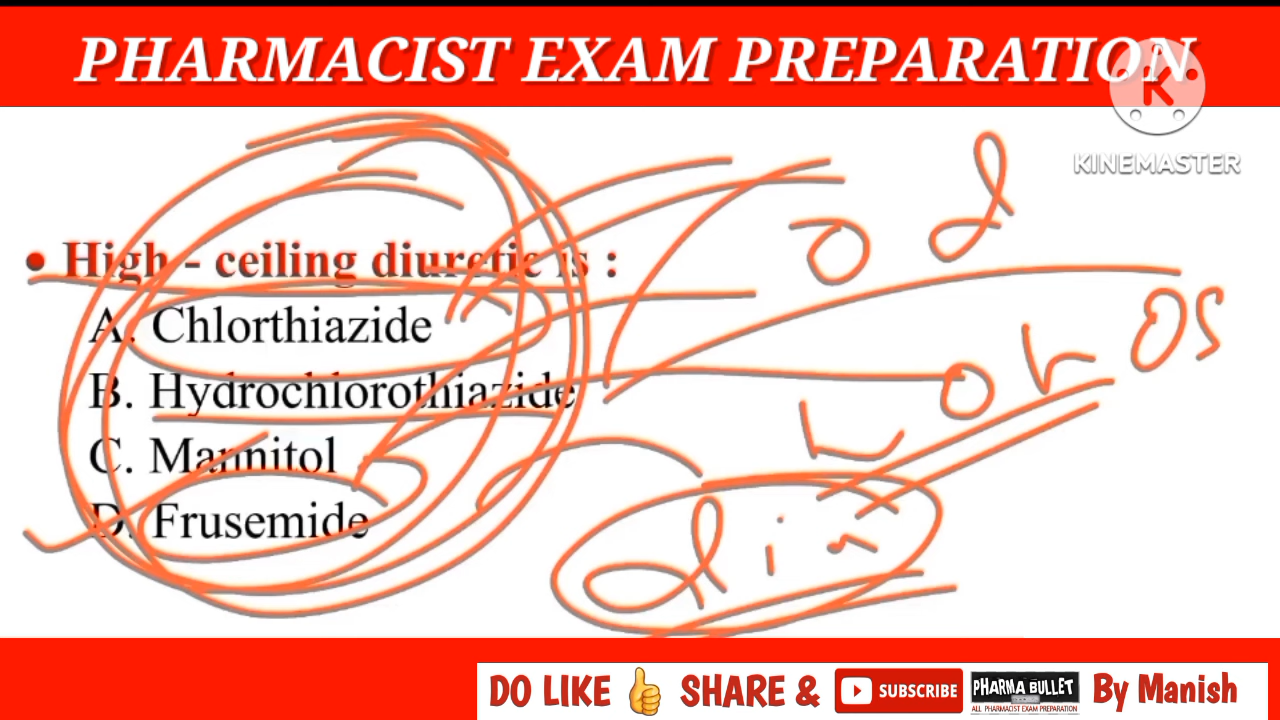 PHARMACIST EXAM PREPARATION
K
KINEMASTER
• High - ceiling diuretic is :
A. Chlorthiazide
B. Hydrochlorothiazide
C. Mannitol
D. Frusemide
DO LIKE 👍 SHARE & SUBSCRIBE PHARMA BULLET By Manish
ALL PHARMACIST EXAM PREPARATION